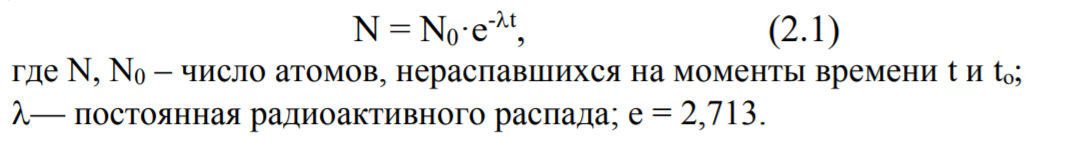 N = N₀·e⁻λᵗ, (2.1)
где N, N₀ – число атомов, нераспавшихся на моменты времени t и tₒ;
λ— постоянная радиоактивного распада; e = 2,713.